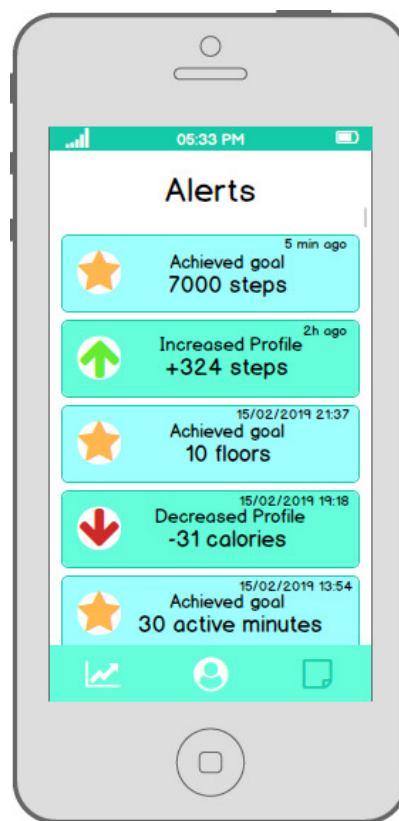 05:33 PM
Alerts
5 min ago
Achieved goal
7000 steps
2h ago
Increased Profile
+324 steps
15/02/2019 21:37
Achieved goal
10 floors
15/02/2019 19:18
Decreased Profile
-31 calories
15/02/2019 13:54
Achieved goal
30 active minutes